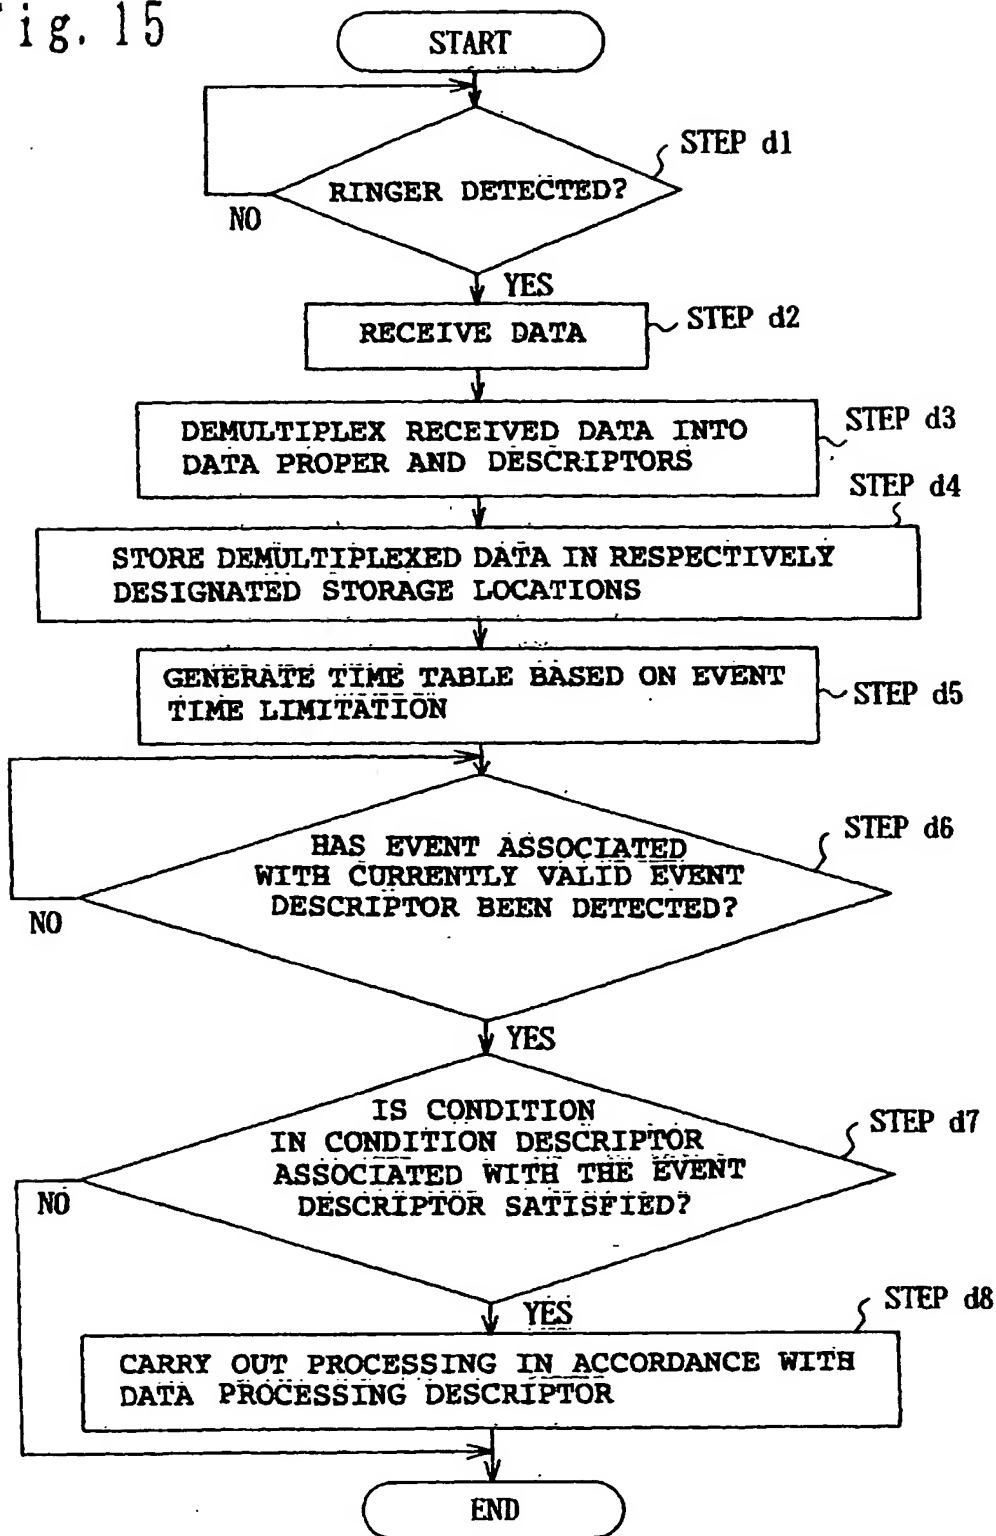 Fig. 15
START
STEP d1
RINGER DETECTED?
NO
YES
RECEIVE DATA
STEP d2
DEMULTIPLEX RECEIVED DATA INTO
DATA PROPER AND DESCRIPTORS
STEP d3
STEP d4
STORE DEMULTIPLEXED DATA IN RESPECTIVELY
DESIGNATED STORAGE LOCATIONS
GENERATE TIME TABLE BASED ON EVENT
TIME LIMITATION
STEP d5
STEP d6
HAS EVENT ASSOCIATED
WITH CURRENTLY VALID EVENT
DESCRIPTOR BEEN DETECTED?
NO
YES
STEP d7
IS CONDITION
IN CONDITION DESCRIPTOR
ASSOCIATED WITH THE EVENT
DESCRIPTOR SATISFIED?
NO
YES
STEP d8
CARRY OUT PROCESSING IN ACCORDANCE WITH
DATA PROCESSING DESCRIPTOR
END